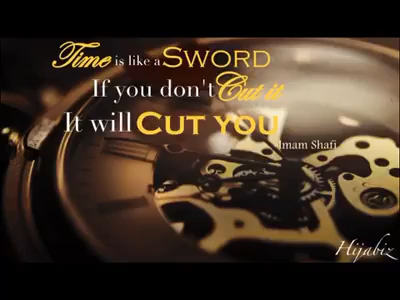 Time is like a SWORD
If you don't Cut it
It will CUT YOU
Imam Shafi
Hijabiz